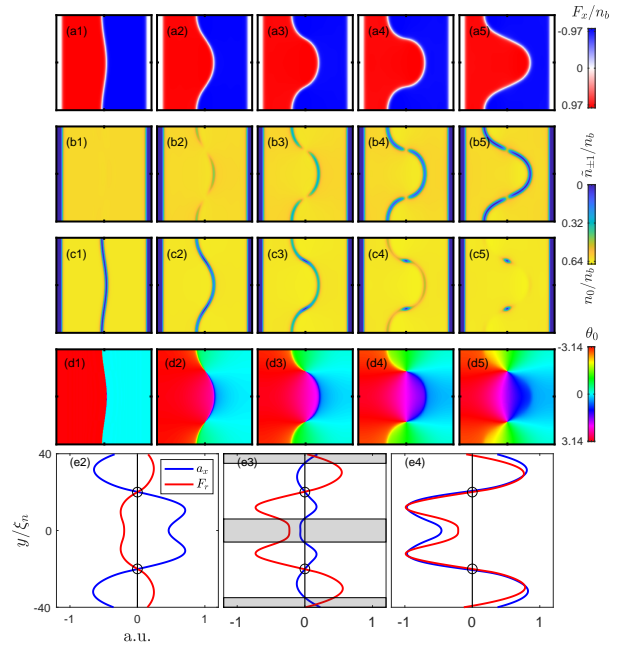 (a1) (a2) (a3) (a4) (a5)
F_x/n_b
-0.97
0
0.97
(b1) (b2) (b3) (b4) (b5)
ñ_{±1}/n_b
0
0.32
0.64
n_0/n_b
(c1) (c2) (c3) (c4) (c5)
(d1) (d2) (d3) (d4) (d5)
θ_0
-3.14
0
3.14
(e2) (e3) (e4)
a_x
F_r
40
0
-40
y/ξ_n
-1 0 1 -1 0 1 -1 0 1
a.u.